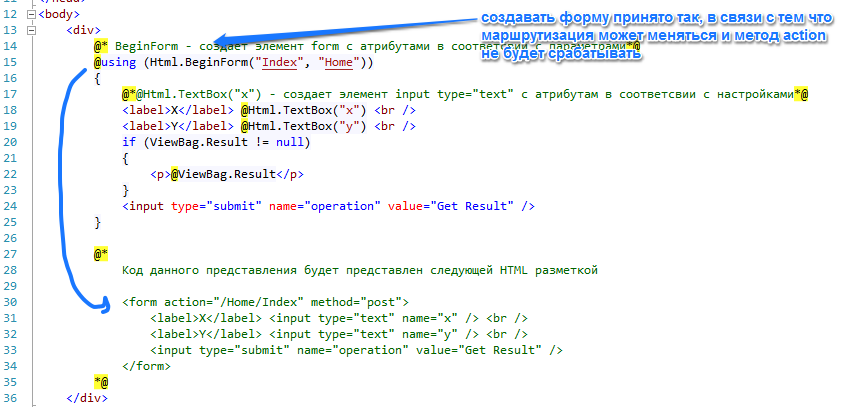 11 </head>
12 <body>
создавать форму принято так, в связи с тем что
маршрутизация может меняться и метод action
не будет срабатывать
13 <div>
14 @* BeginForm - создает элемент form с атрибутами в соответсвии с параметрами*@
15 @using (Html.BeginForm("Index", "Home"))
16 {
17 @*@Html.TextBox("x") - создает элемент input type="text" с атрибутам в соответсвии с настройками*@
18 <label>X</label> @Html.TextBox("x") <br />
19 <label>Y</label> @Html.TextBox("y") <br />
20 if (ViewBag.Result != null)
21 {
22 <p>@ViewBag.Result</p>
23 }
24 <input type="submit" name="operation" value="Get Result" />
25 }
26
27 @*
28 Код данного представления будет представлен следующей HTML разметкой
29
30 <form action="/Home/Index" method="post">
31 <label>X</label> <input type="text" name="x" /> <br />
32 <label>Y</label> <input type="text" name="y" /> <br />
33 <input type="submit" name="operation" value="Get Result" />
34 </form>
35 *@
36 </div>